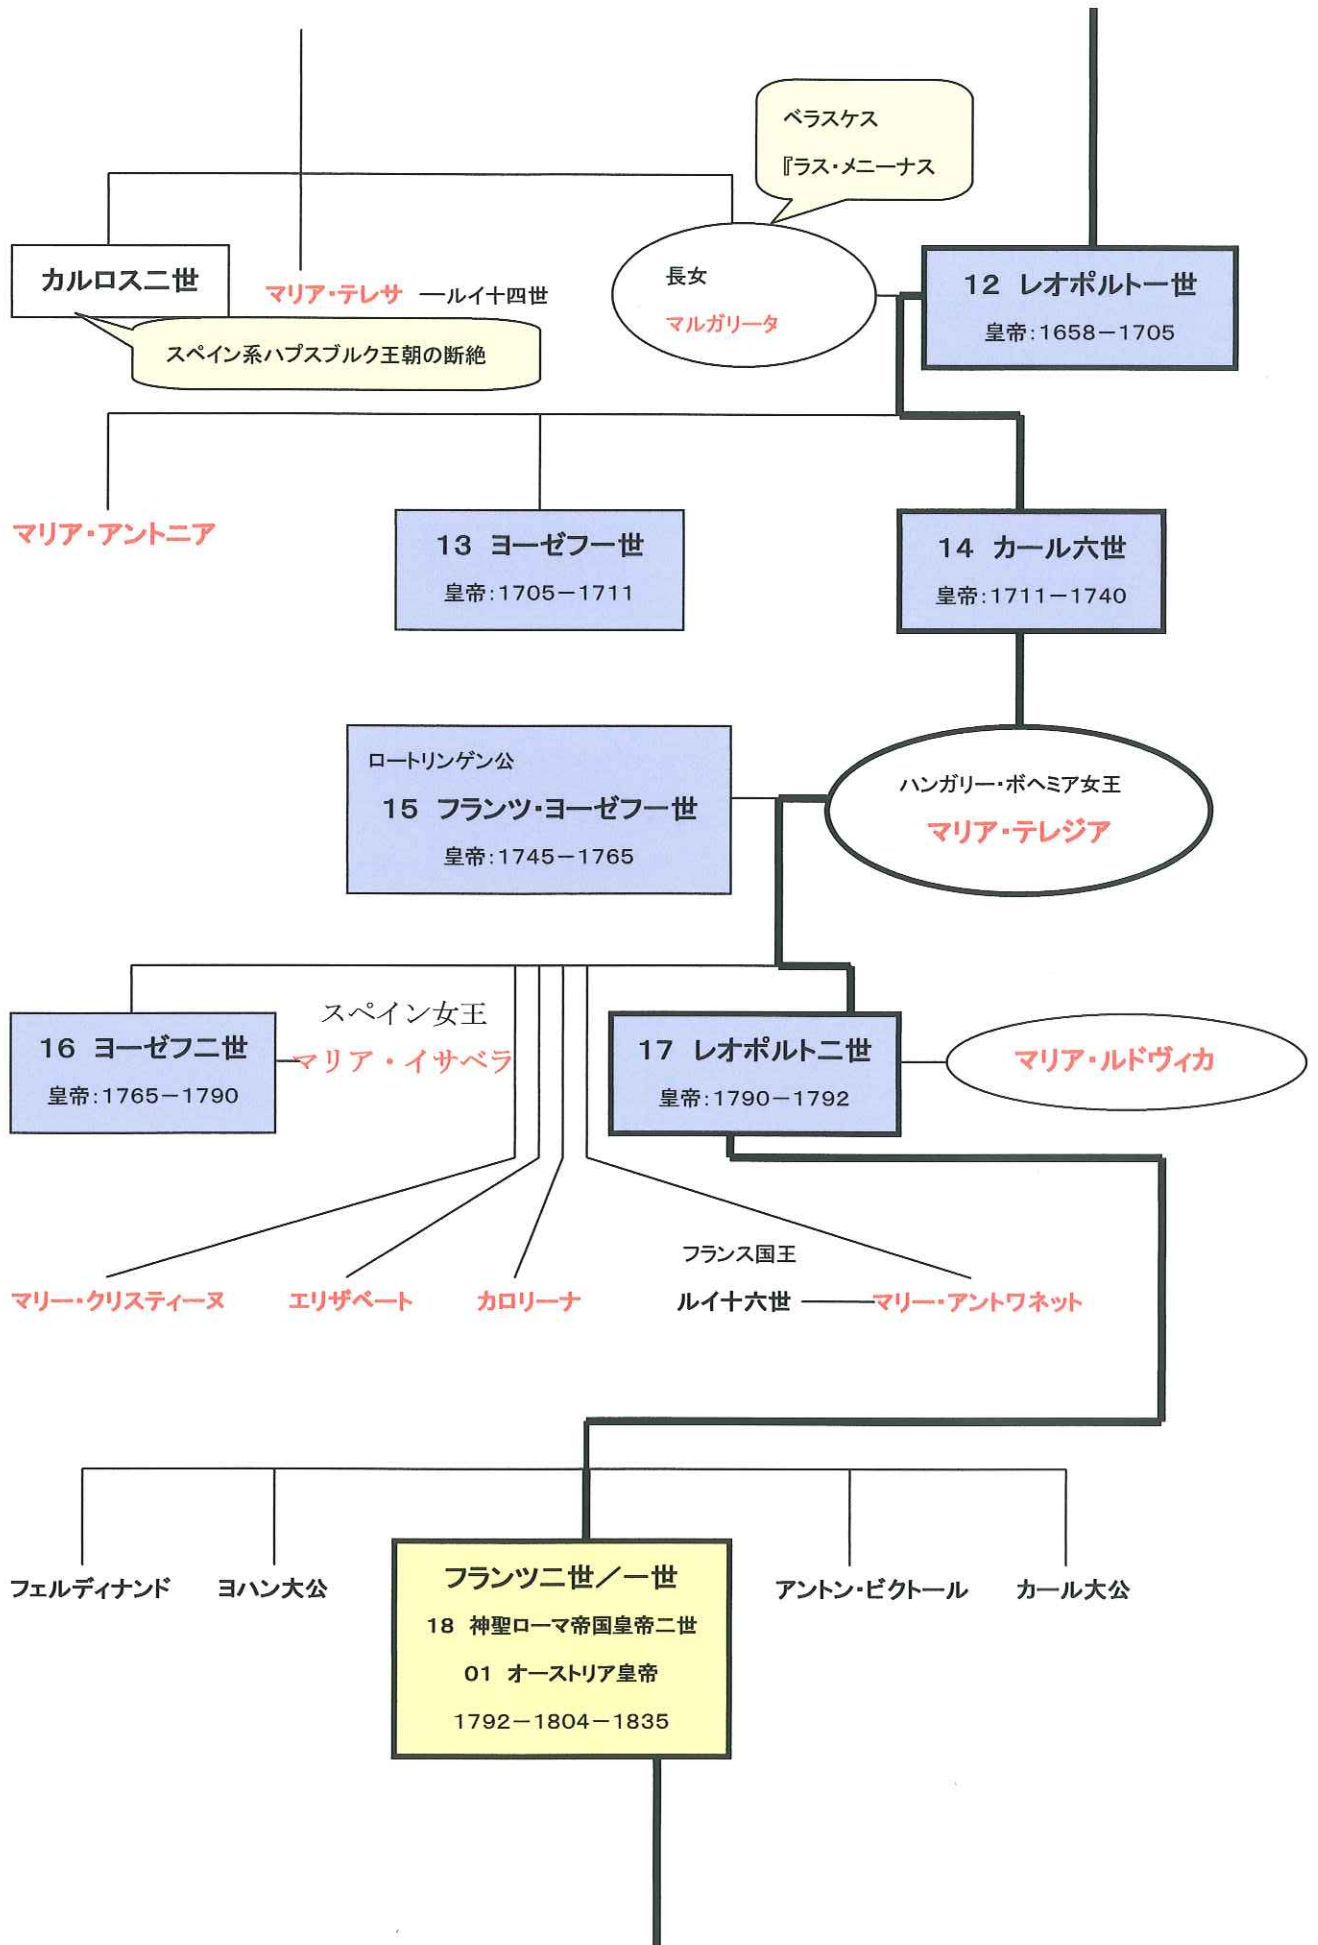 ベラスケス
『ラス・メニーナス
カルロス二世
マリア・テレサ ―ルイ十四世
長女
マルガリータ
12 レオポルト一世
皇帝:1658－1705
スペイン系ハプスブルク王朝の断絶
マリア・アントニア
13 ヨーゼフ一世
皇帝:1705－1711
14 カール六世
皇帝:1711－1740
ロートリンゲン公
15 フランツ・ヨーゼフ一世
皇帝:1745－1765
ハンガリー・ボヘミア女王
マリア・テレジア
16 ヨーゼフ二世
皇帝:1765－1790
スペイン女王
マリア・イサベラ
17 レオポルト二世
皇帝:1790－1792
マリア・ルドヴィカ
マリー・クリスティーヌ
エリザベート
カロリーナ
フランス国王
ルイ十六世
マリー・アントワネット
フェルディナンド
ヨハン大公
フランツ二世／一世
18 神聖ローマ帝国皇帝二世
01 オーストリア皇帝
1792－1804－1835
アントン・ビクトール
カール大公